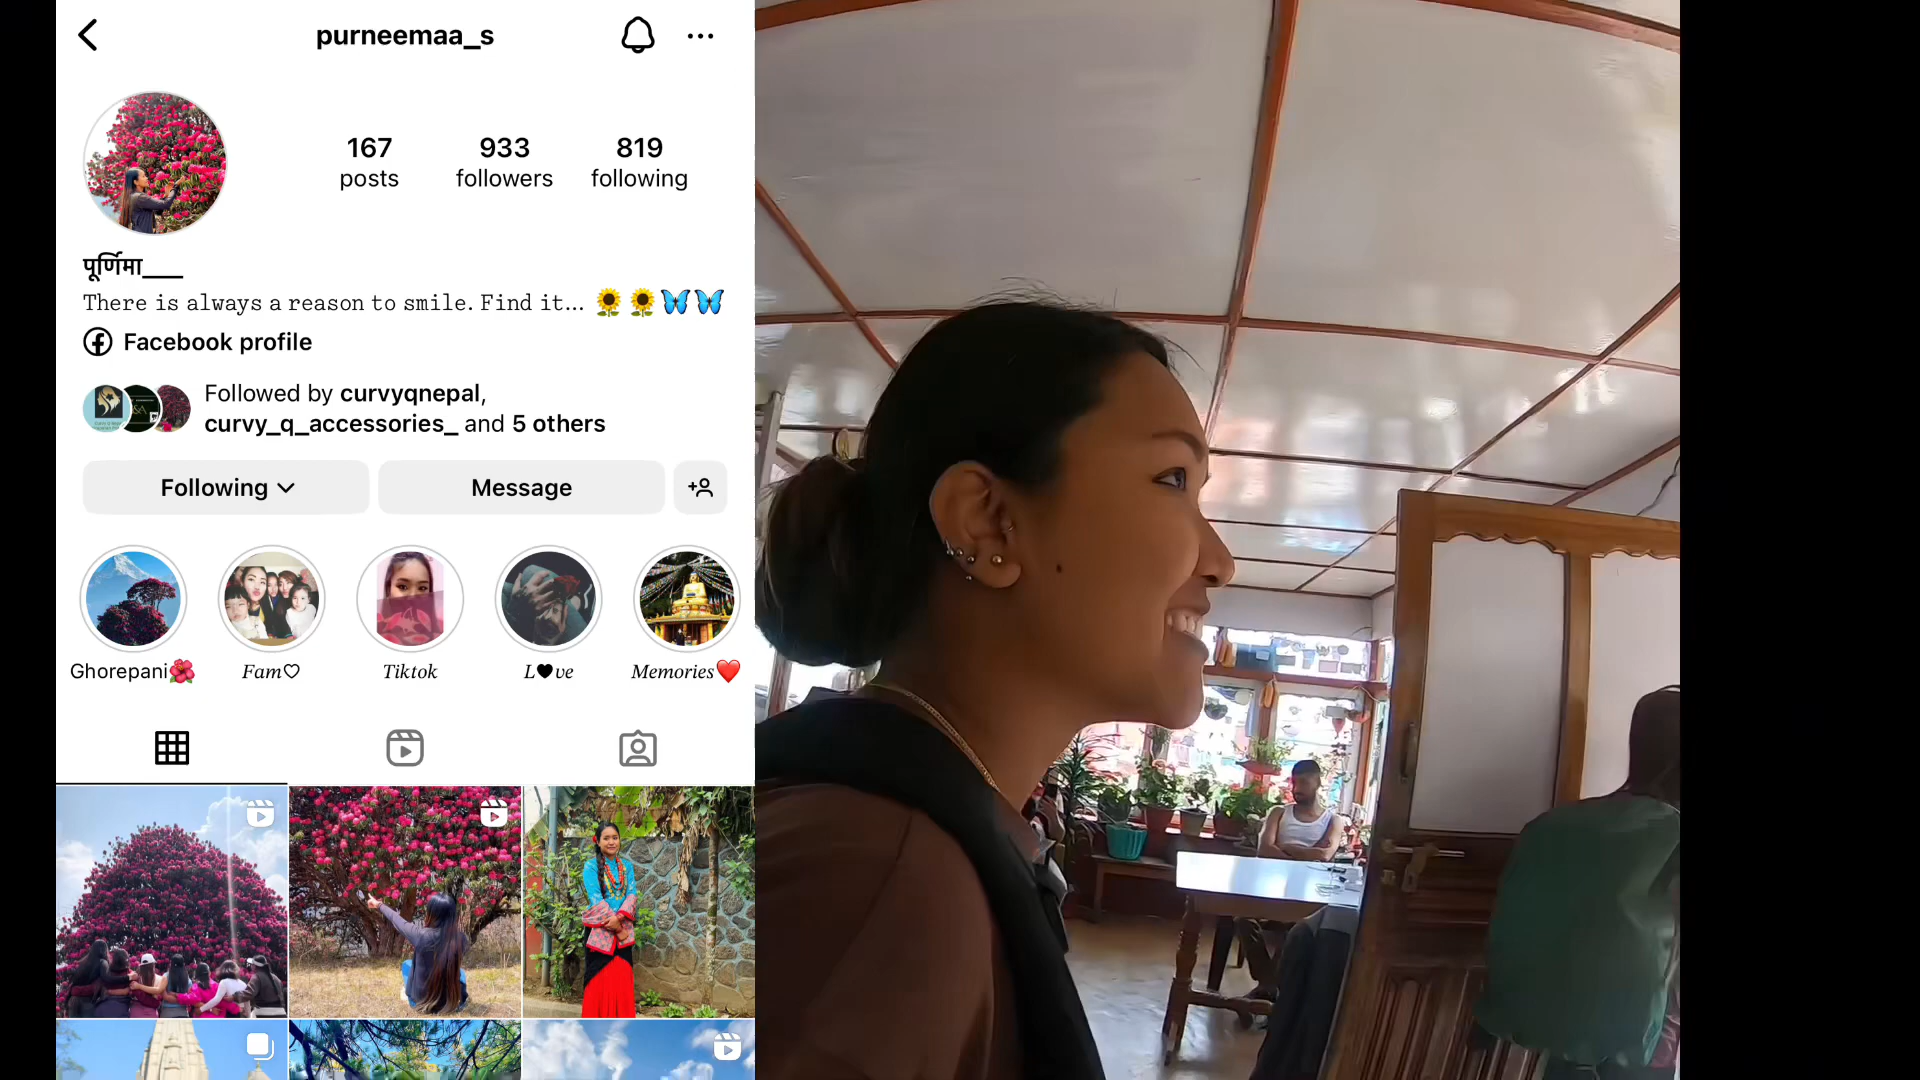 purneemaa_s
167 933 819
posts followers following
पूर्णिमा___
There is always a reason to smile. Find it... 🌻🌻🦋🦋
Facebook profile
Followed by curvyqnepal,
curvy_q_accessories_ and 5 others
Following Message
Ghorepani🌺 Fam♡ Tiktok L🖤ve Memories❤️